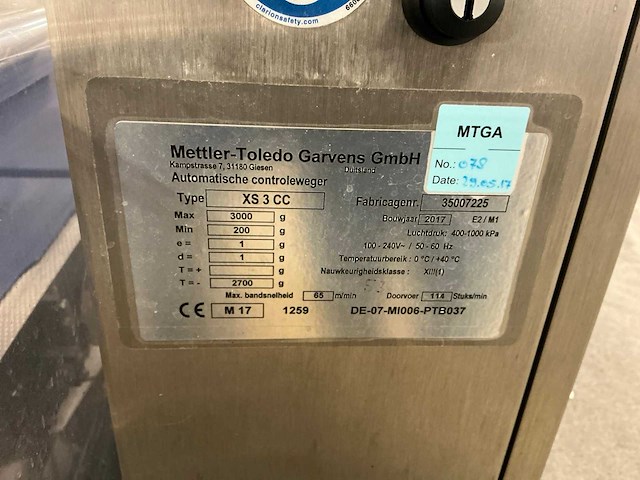 clarionsafety.com
MTGA
No.: 078
Date: 29.05.17
Mettler-Toledo Garvens GmbH
Kampstrasse 7, 31180 Giesen Duitsland
Automatische controleweger
Type XS 3 CC Fabricagenr. 35007225
Max 3000 g Bouwjaar 2017 E2 / M1
Min 200 g Luchtdruk: 400-1000 kPa
e = 1 g 100 - 240V~ / 50 - 60 Hz
d = 1 g Temperatuurbereik : 0 °C / +40 °C
T = + g Nauwkeurigheidsklasse : XIII(1)
T = - 2700 g
Max. bandsnelheid 65 m/min Doorvoer 114 Stuks/min
CE M 17 1259 DE-07-MI006-PTB037